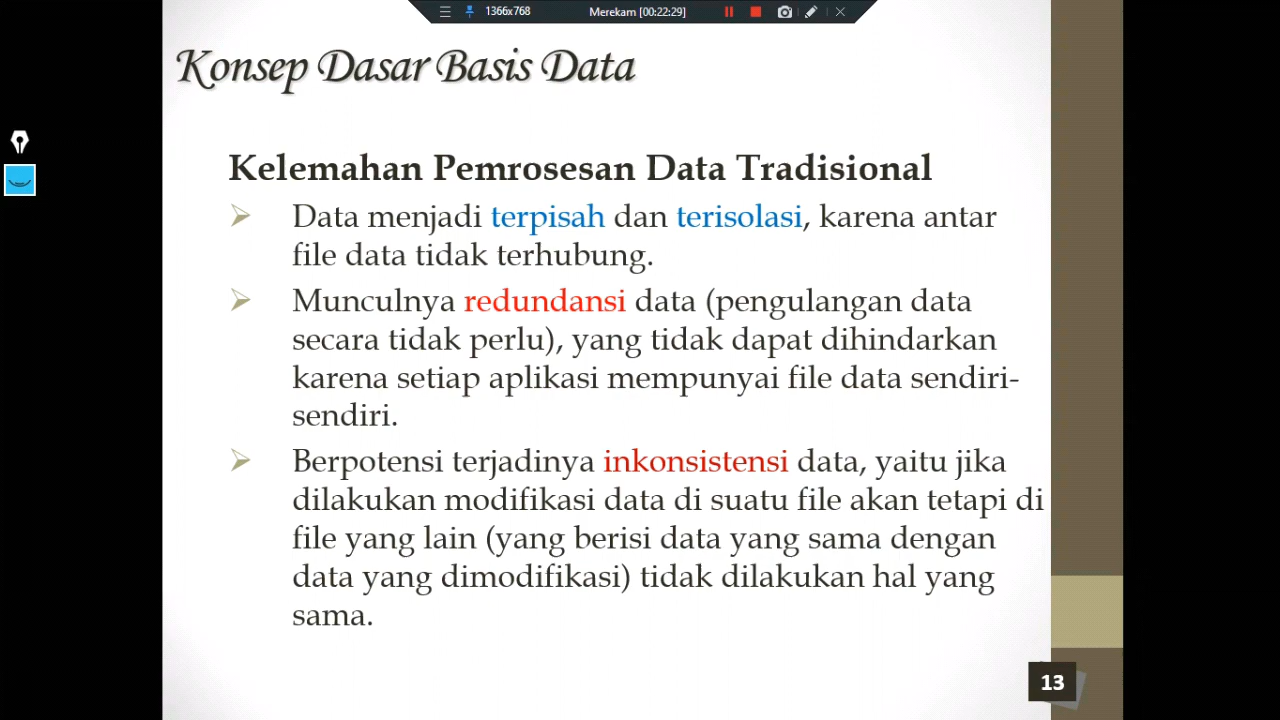 1366x768 Merekam [00:22:29]
Konsep Dasar Basis Data
Kelemahan Pemrosesan Data Tradisional
Data menjadi terpisah dan terisolasi, karena antar
file data tidak terhubung.
Munculnya redundansi data (pengulangan data
secara tidak perlu), yang tidak dapat dihindarkan
karena setiap aplikasi mempunyai file data sendiri-
sendiri.
Berpotensi terjadinya inkonsistensi data, yaitu jika
dilakukan modifikasi data di suatu file akan tetapi di
file yang lain (yang berisi data yang sama dengan
data yang dimodifikasi) tidak dilakukan hal yang
sama.
13